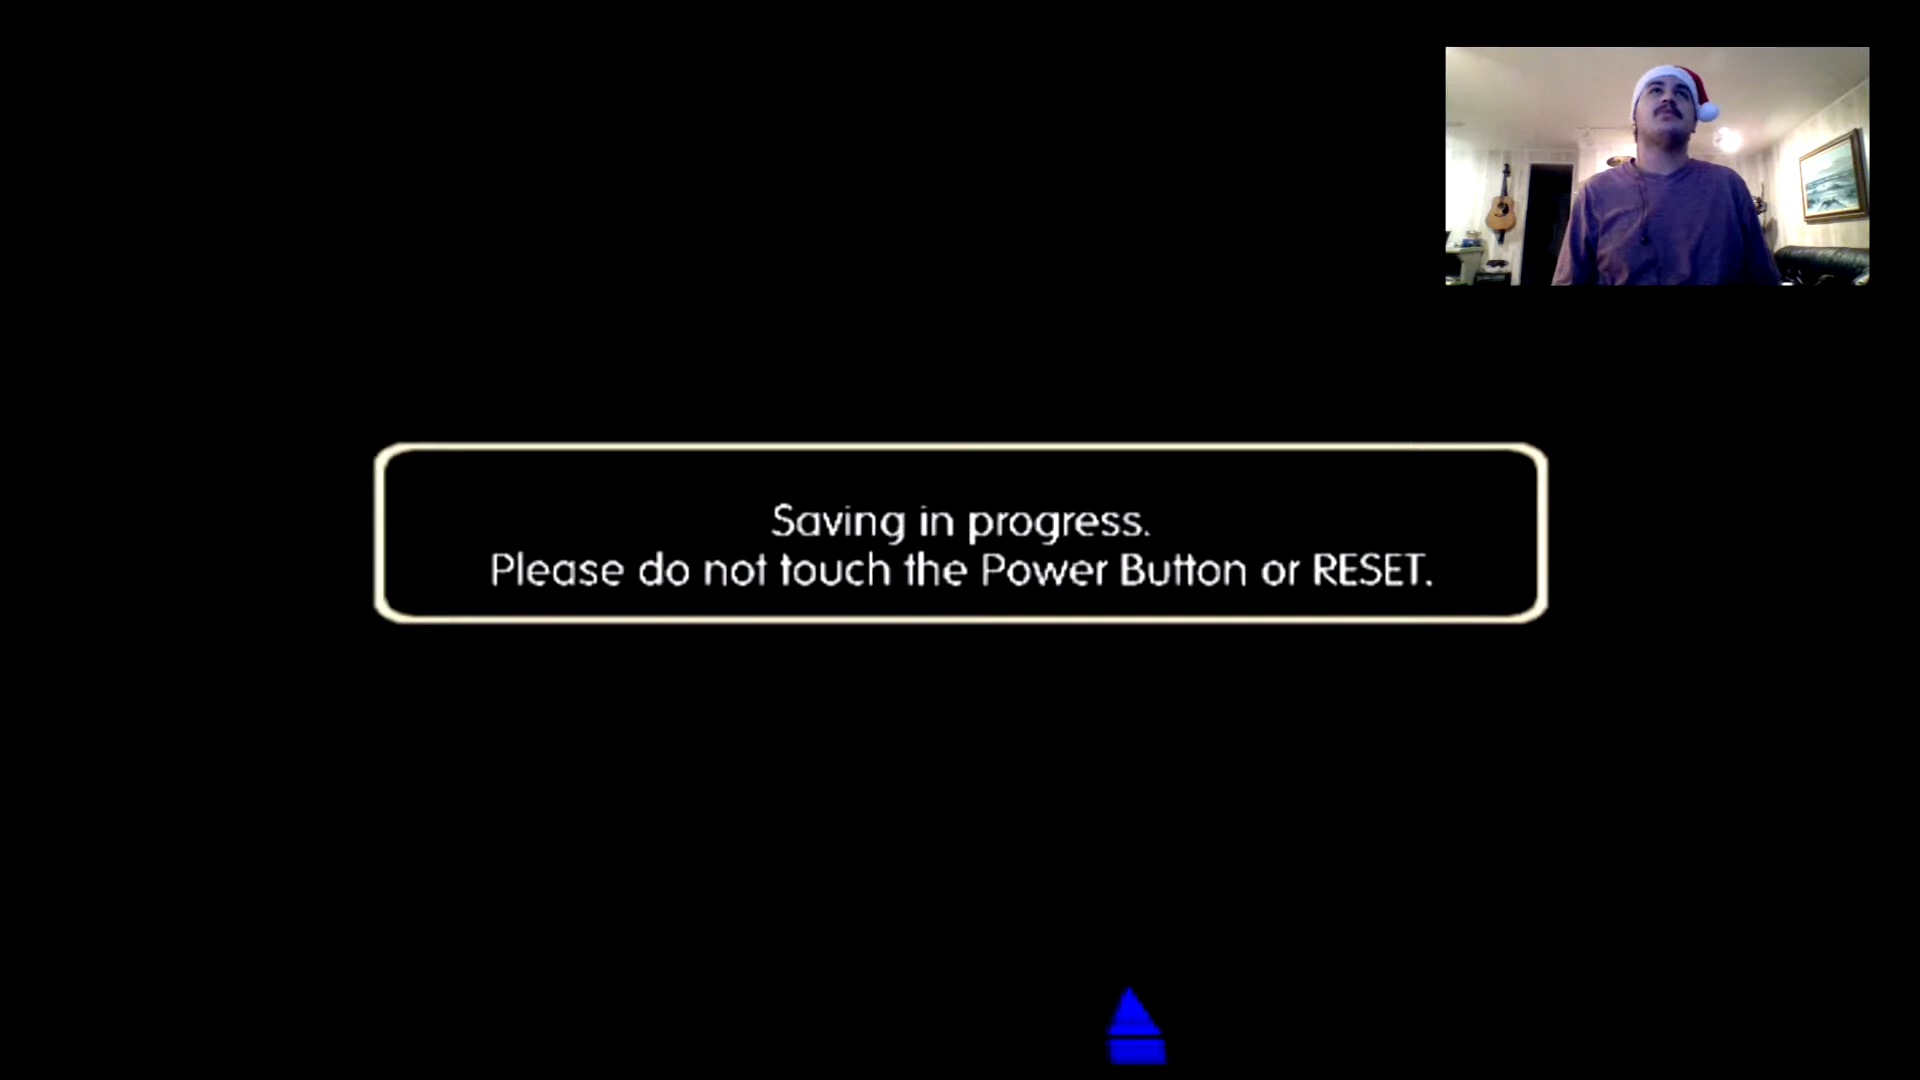 Saving in progress.
Please do not touch the Power Button or RESET.